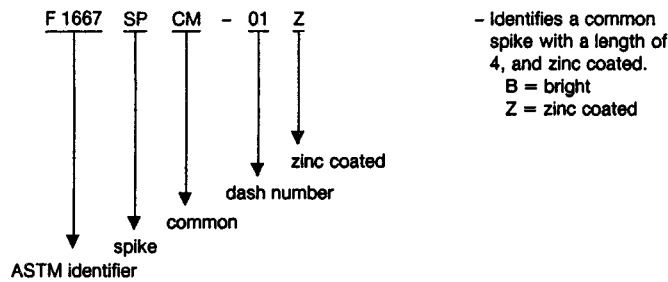 F 1667 SP CM - 01 Z
zinc coated
dash number
common
spike
ASTM identifier
– Identifies a common
spike with a length of
4, and zinc coated.
B = bright
Z = zinc coated